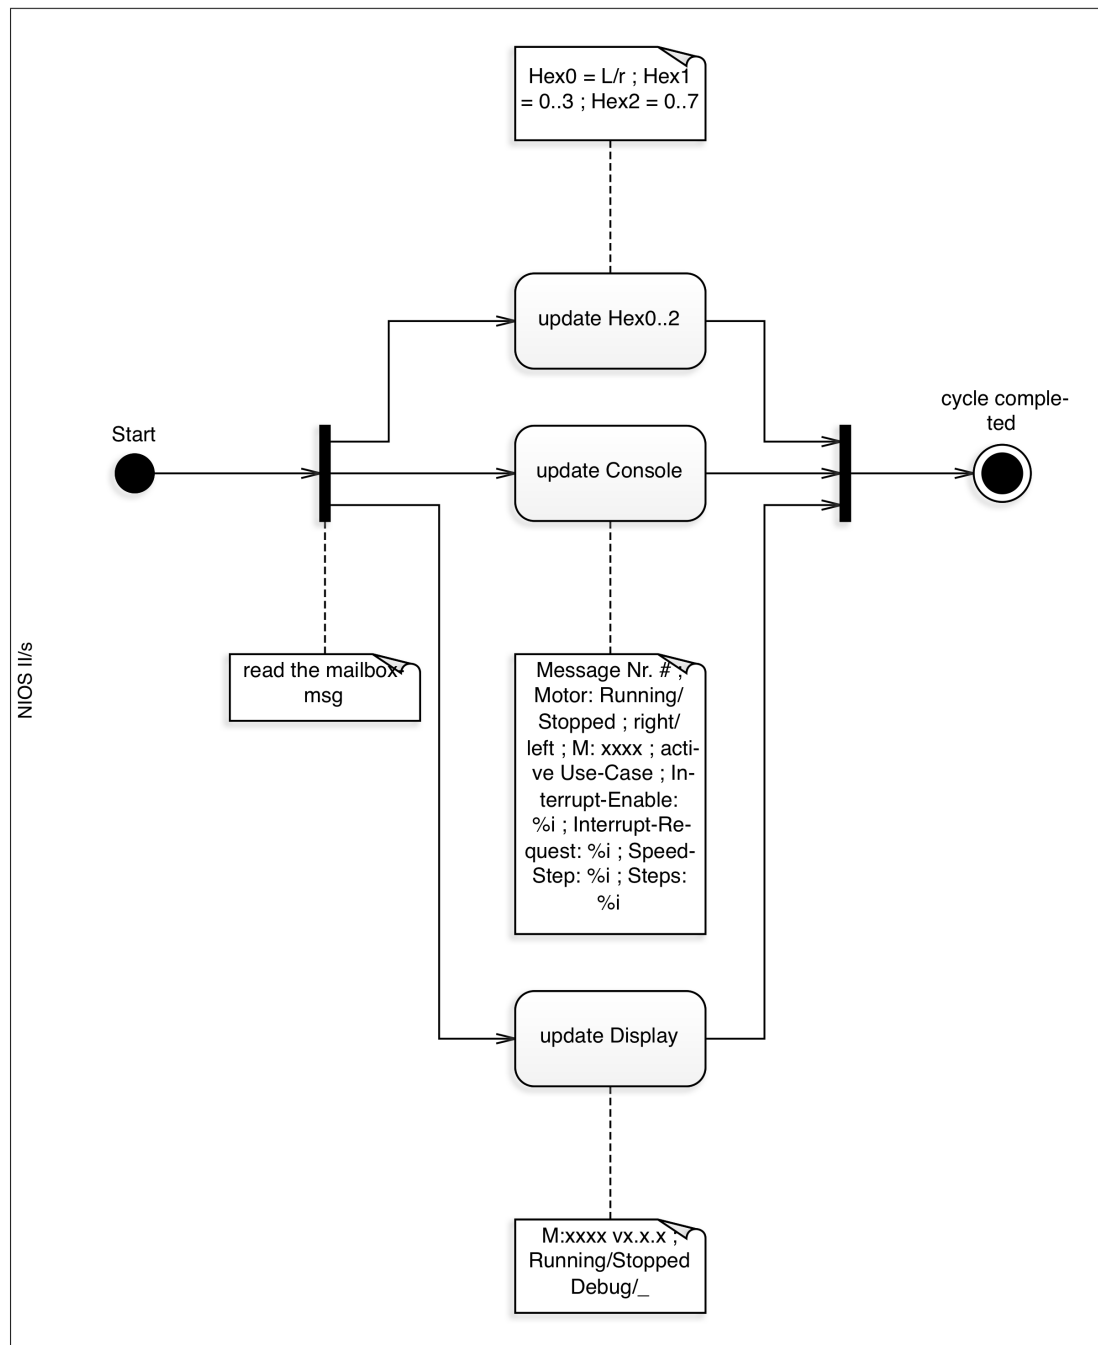 Hex0 = L/r ; Hex1
= 0..3 ; Hex2 = 0..7
update Hex0..2
cycle comple-
ted
Start
update Console
NIOS II/s
read the mailbox-
msg
Message Nr. # ;
Motor: Running/
Stopped ; right/
left ; M: xxxx ; acti-
ve Use-Case ; In-
terrupt-Enable:
%i ; Interrupt-Re-
quest: %i ; Speed-
Step: %i ; Steps:
%i
update Display
M:xxxx vx.x.x ;
Running/Stopped
Debug/_